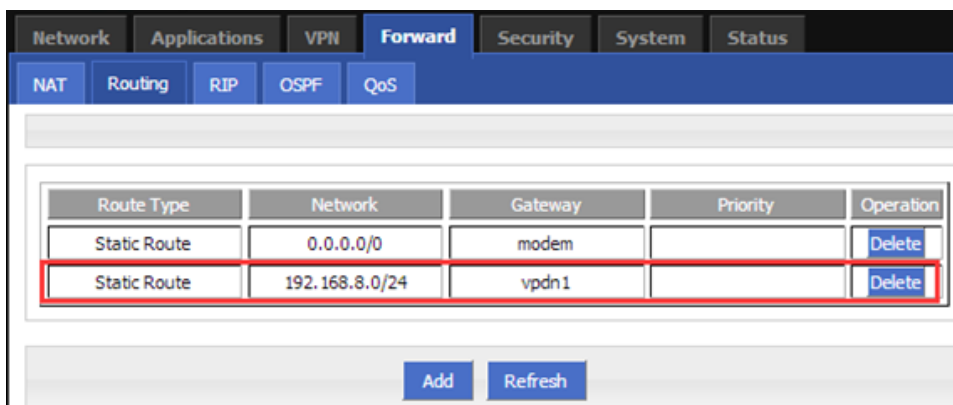 Network Applications VPN Forward Security System Status
NAT Routing RIP OSPF QoS
Route Type Network Gateway Priority Operation
Static Route 0.0.0.0/0 modem Delete
Static Route 192.168.8.0/24 vpdn1 Delete
Add Refresh